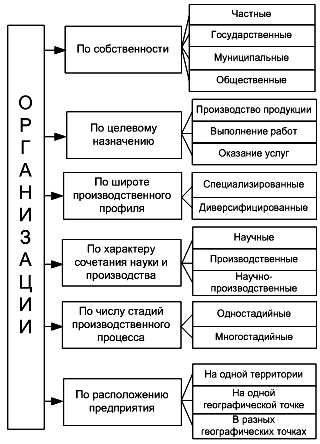 ОРГАНИЗАЦИИ
По собственности
Частные
Государственные
Муниципальные
Общественные
По целевому
назначению
Производство продукции
Выполнение работ
Оказание услуг
По широте
производственного
профиля
Специализированные
Диверсифицированные
По характеру
сочетания науки и
производства
Научные
Производственные
Научно-
производственные
По числу стадий
производственного
процесса
Одностадийные
Многостадийные
По расположению
предприятия
На одной территории
На одной
географической точке
В разных
географических точках